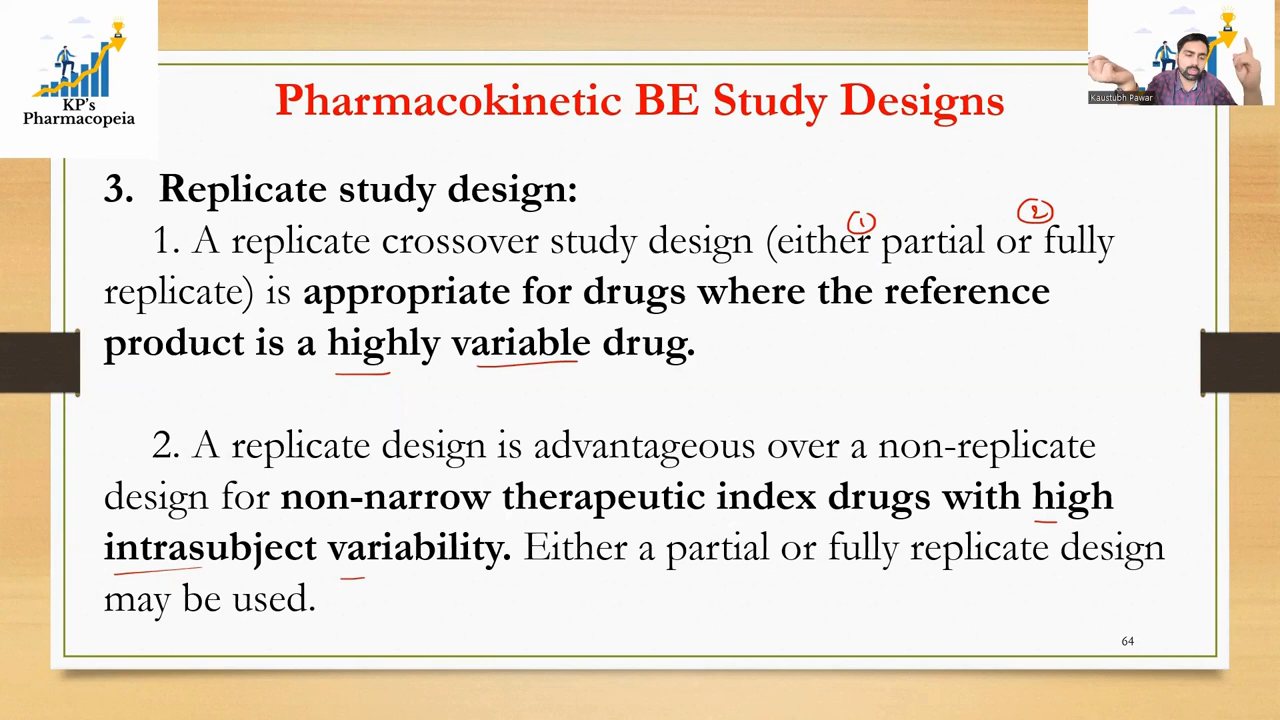 KP's
Pharmacopeia
Kaustubh Pawar
Pharmacokinetic BE Study Designs
3. Replicate study design:
1 2
1. A replicate crossover study design (either partial or fully
replicate) is appropriate for drugs where the reference
product is a highly variable drug.
2. A replicate design is advantageous over a non-replicate
design for non-narrow therapeutic index drugs with high
intrasubject variability. Either a partial or fully replicate design
may be used.
64